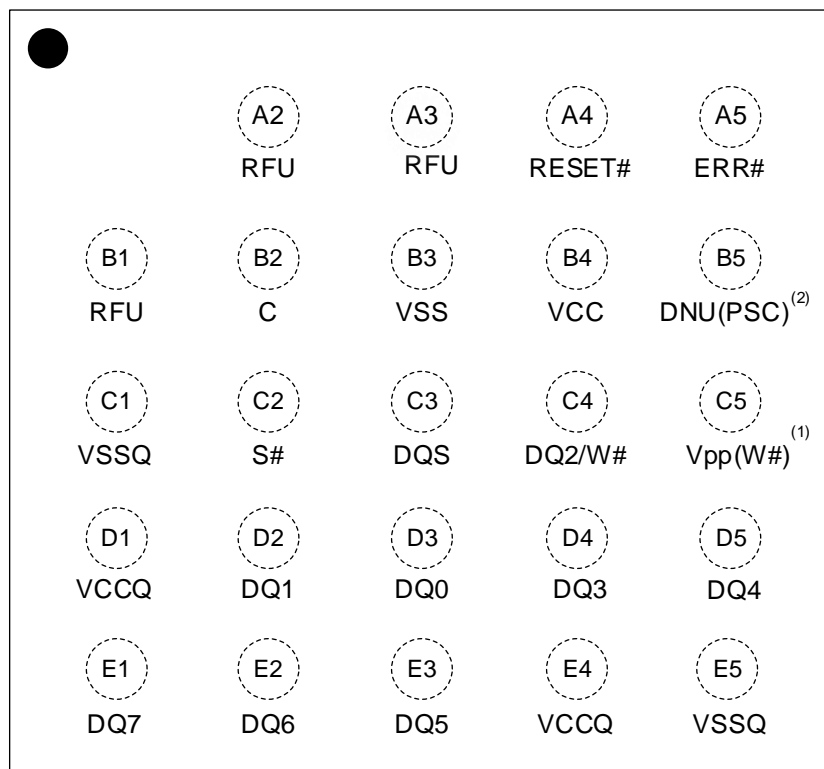 A2 A3 A4 A5
RFU RFU RESET# ERR#
B1 B2 B3 B4 B5
RFU C VSS VCC DNU(PSC)(2)
C1 C2 C3 C4 C5
VSSQ S# DQS DQ2/W# Vpp(W#)(1)
D1 D2 D3 D4 D5
VCCQ DQ1 DQ0 DQ3 DQ4
E1 E2 E3 E4 E5
DQ7 DQ6 DQ5 VCCQ VSSQ